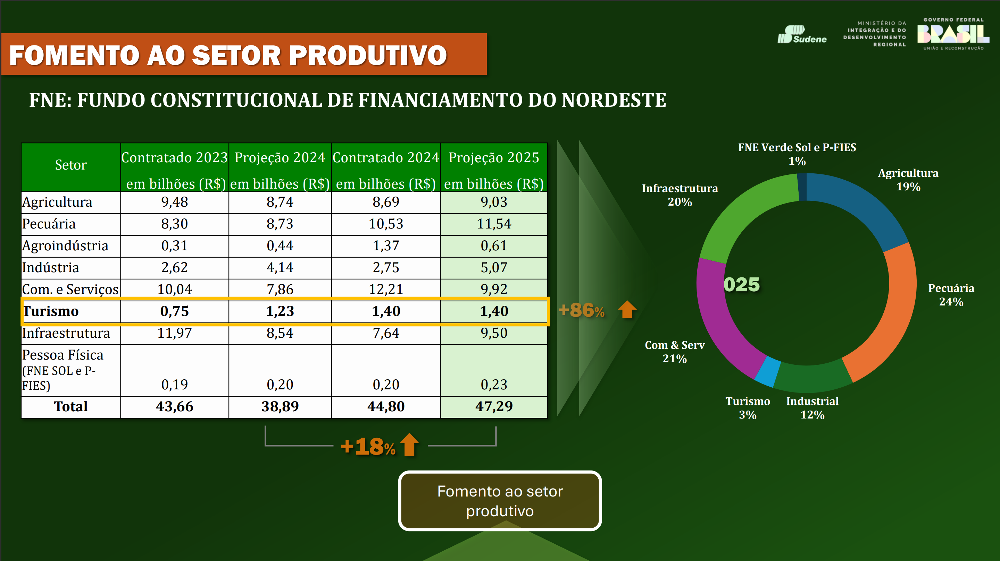 GOVERNO FEDERAL
MINISTÉRIO DA
INTEGRAÇÃO E DO
DESENVOLVIMENTO
REGIONAL
Sudene
BRASIL
UNIÃO E RECONSTRUÇÃO
FOMENTO AO SETOR PRODUTIVO
FNE: FUNDO CONSTITUCIONAL DE FINANCIAMENTO DO NORDESTE
Setor Contratado 2023 Projeção 2024 Contratado 2024 Projeção 2025
em bilhões (R$) em bilhões (R$) em bilhões (R$) em bilhões (R$)
Agricultura 9,48 8,74 8,69 9,03
Pecuária 8,30 8,73 10,53 11,54
Agroindústria 0,31 0,44 1,37 0,61
Indústria 2,62 4,14 2,75 5,07
Com. e Serviços 10,04 7,86 12,21 9,92
Turismo 0,75 1,23 1,40 1,40
Infraestrutura 11,97 8,54 7,64 9,50
Pessoa Física
(FNE SOL e P-
FIES) 0,19 0,20 0,20 0,23
Total 43,66 38,89 44,80 47,29
+86%
+18%
FNE Verde Sol e P-FIES
1%
Agricultura
19%
Infraestrutura
20%
025
Pecuária
24%
Com & Serv
21%
Turismo
3%
Industrial
12%
Fomento ao setor
produtivo